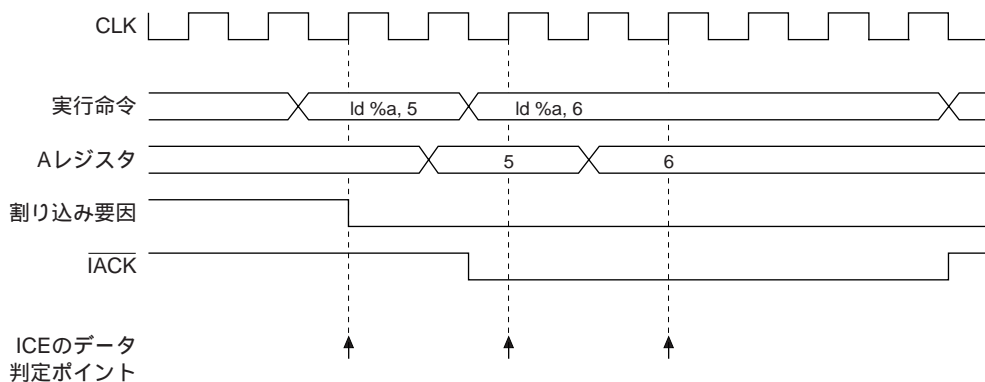 CLK
実行命令
ld %a, 5
ld %a, 6
Aレジスタ
5
6
割り込み要因
IACK
ICEのデータ
判定ポイント